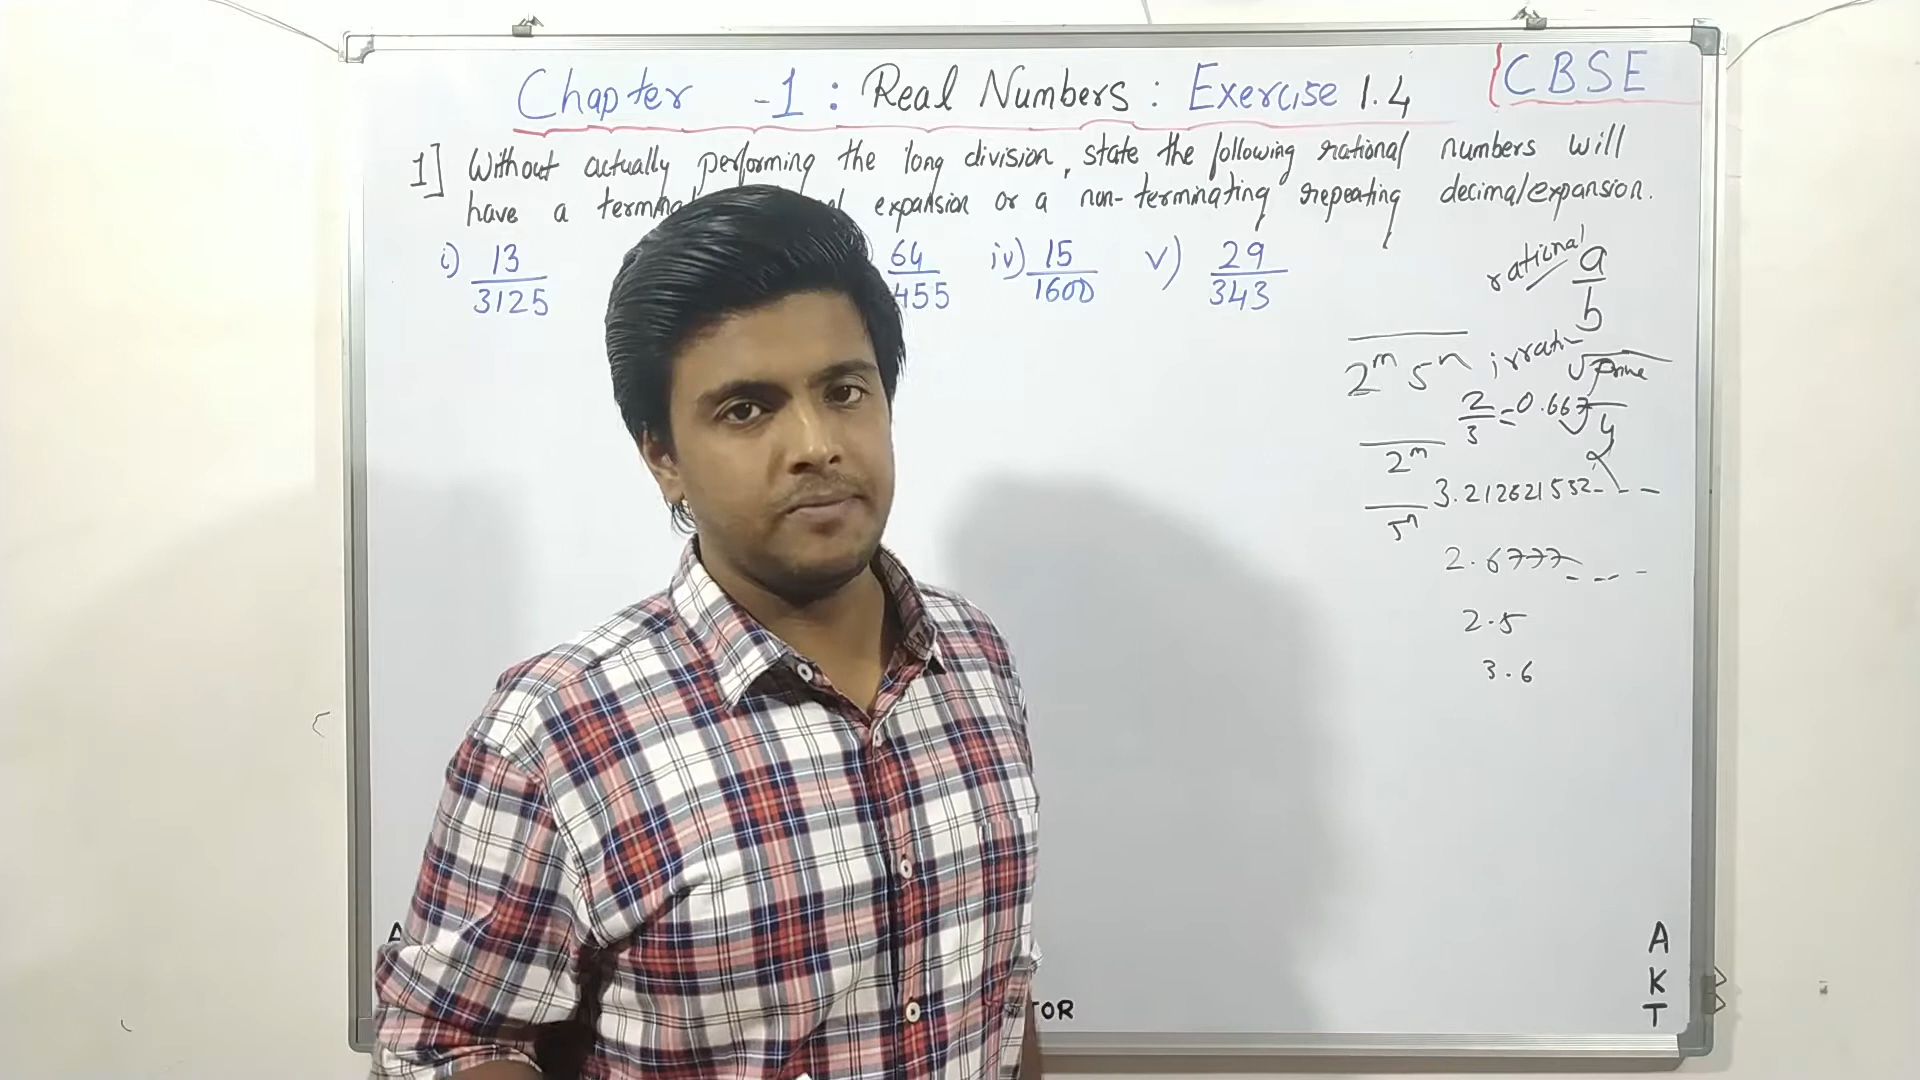 Chapter -1 : Real Numbers : Exercise 1.4
CBSE
1] Without actually performing the long division, state the following rational numbers will
have a expansion or a non-terminating repeating decimal expansion.
i) 13/3125 64/455 iv) 15/1600 v) 29/343
rational a/b
2^m 5^n
√prime
2/3 = 0.667
√4
2
2^m
3.212621532- - -
5^n
2.6777- - -
2.5
3.6
A
K
T
TOR